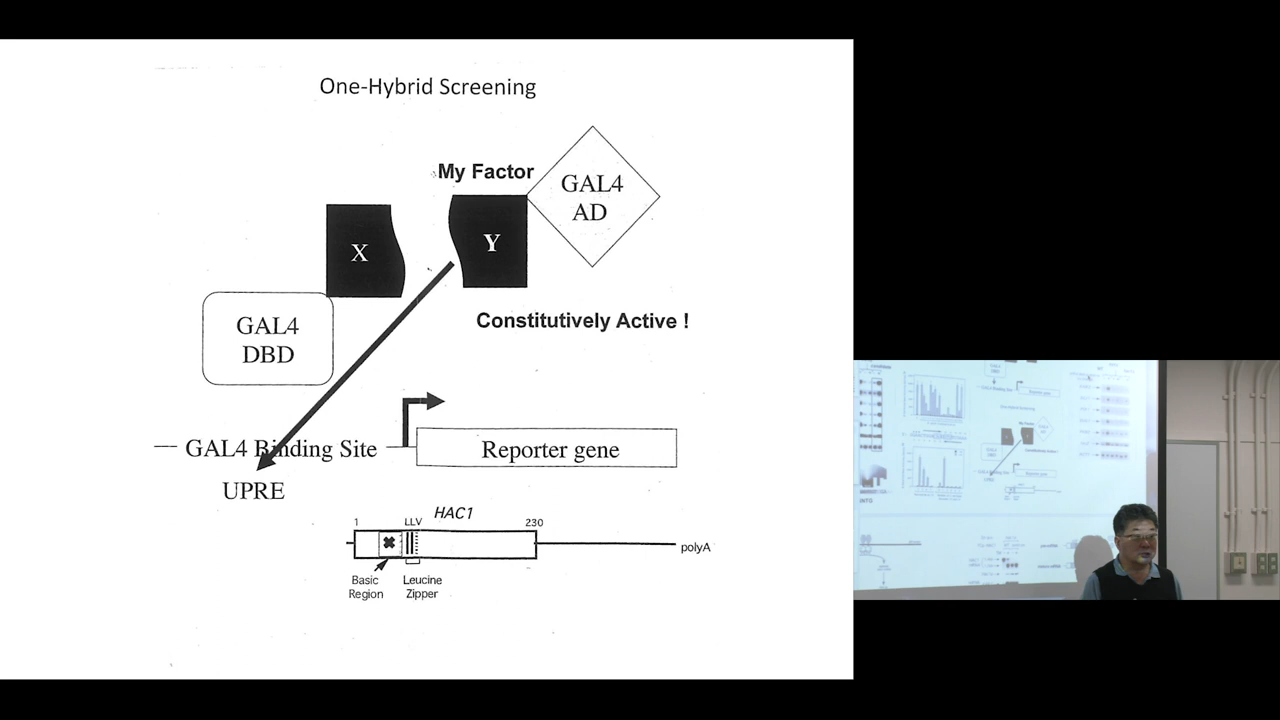 One-Hybrid Screening
My Factor
GAL4
AD
X
Y
GAL4
DBD
Constitutively Active !
GAL4 Binding Site
Reporter gene
UPRE
HAC1
1
LLV
230
polyA
Basic
Region
Leucine
Zipper